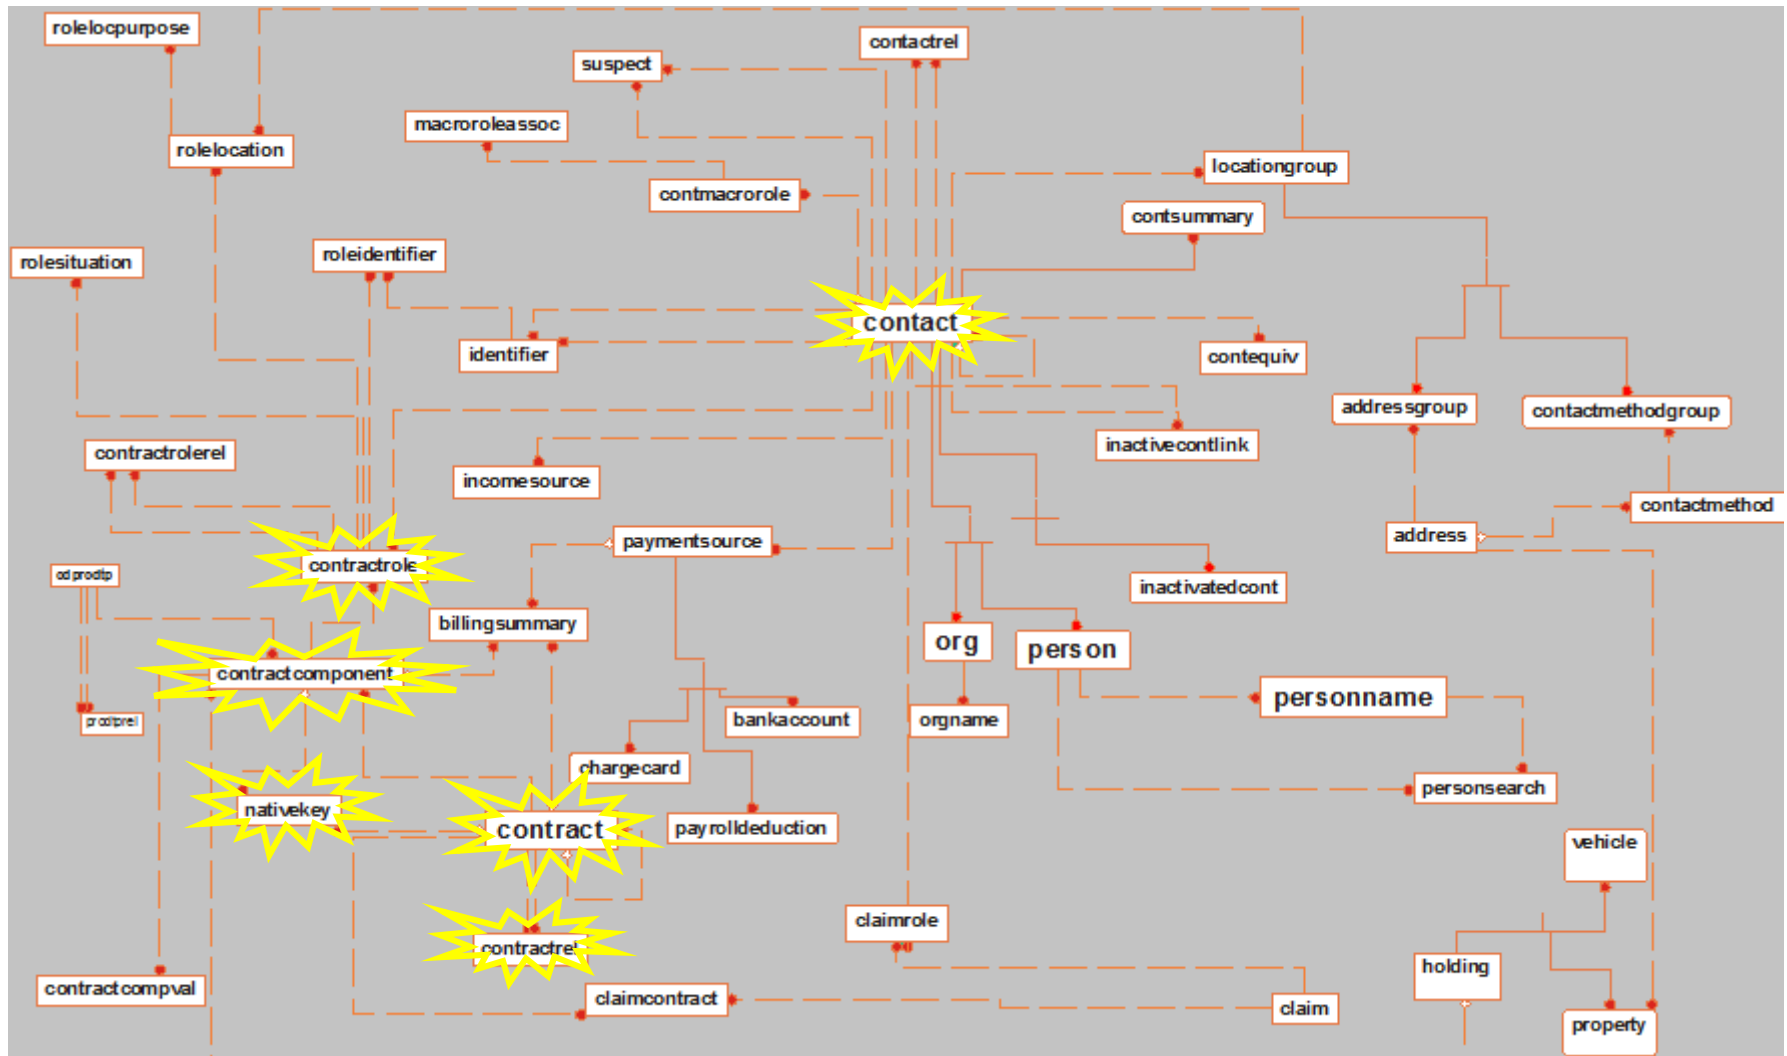 rolelocpurpose
contactrel
suspect
macroroleassoc
rolelocation
locationgroup
contmacrorole
contsummary
rolesituation
roleidentifier
contact
identifier
contequiv
addressgroup
contactmethodgroup
contractrolerel
inactivecontlink
incomesource
contactmethod
paymentsource
address
contractrole
cdprodtp
inactivatedcont
billingsummary
org
person
contractcomponent
personname
prodtprel
bankaccount
orgname
chargecard
personsearch
nativekey
contract
payrolldeduction
vehicle
claimrole
contractrel
holding
contractcompval
claimcontract
claim
property